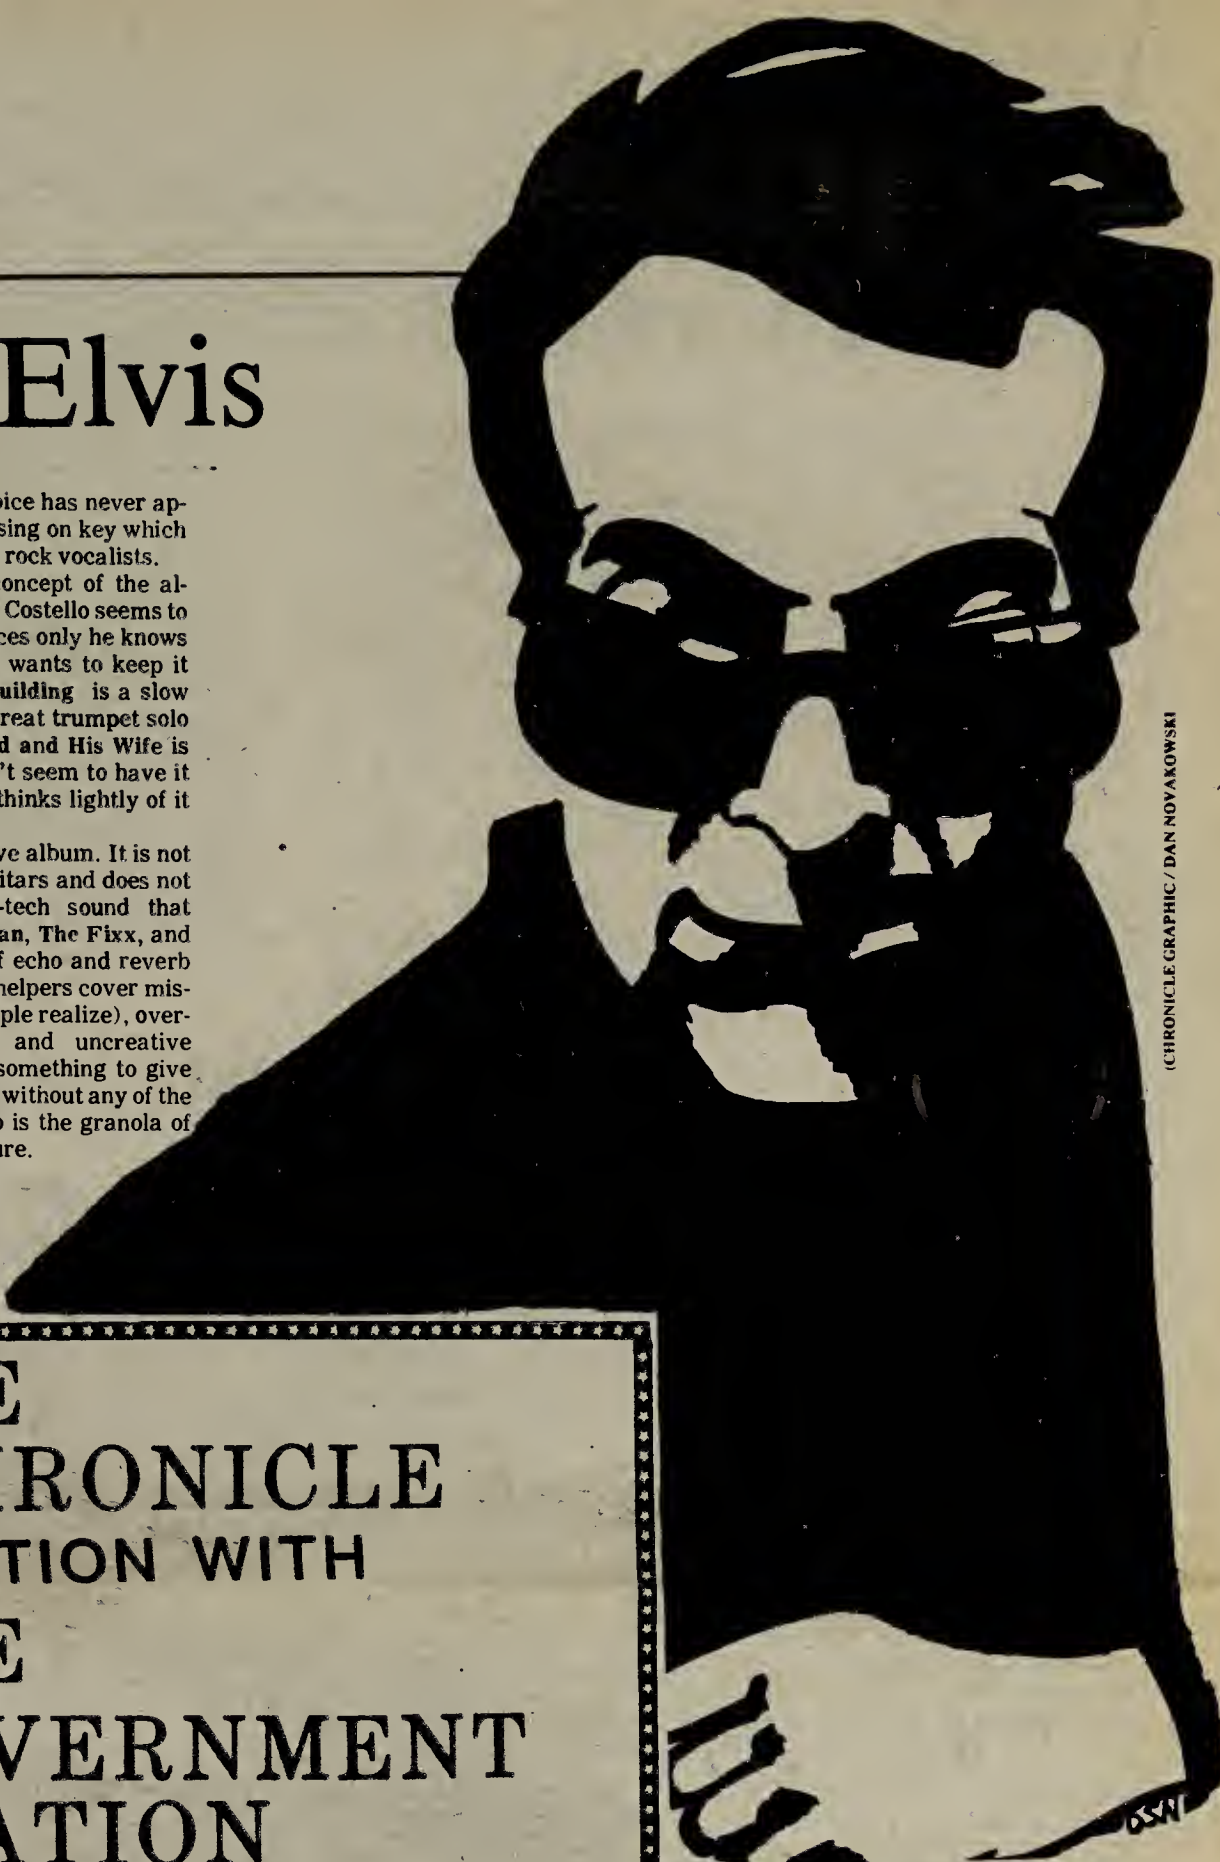 Elvis
oice has never ap-
sing on key which
rock vocalists.
oncept of the al-
Costello seems to
ces only he knows
wants to keep it
uilding is a slow
reat trumpet solo
d and His Wife is
't seem to have it
thinks lightly of it
ve album. It is not
itars and does not
-tech sound that
an, The Fixx, and
f echo and reverb
helpers cover mis-
ple realize), over-
and uncreative
something to give
without any of the
o is the granola of
ure.
(CHRONICLE GRAPHIC / DAN NOVAKOWSKI
E
HRONICLE
TION WITH
E
VERNMENT
ATION
DSN